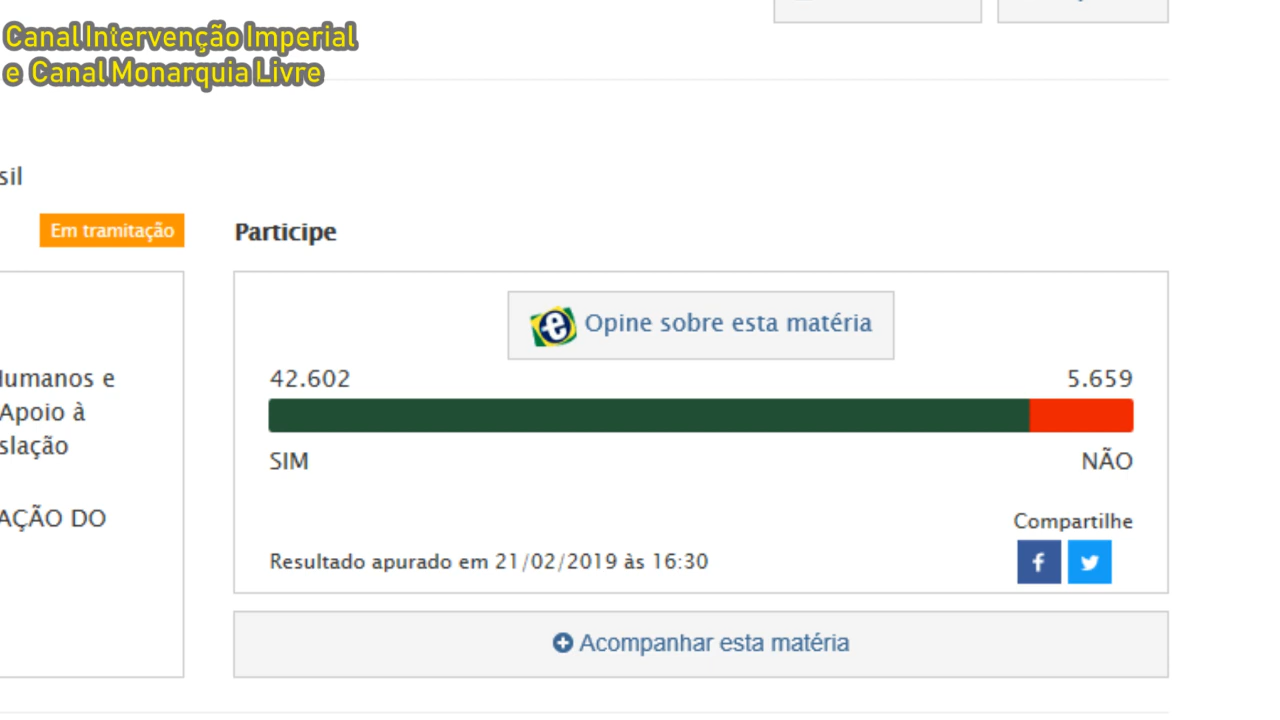 Canal Intervenção Imperial
e Canal Monarquia Livre
sil
Em tramitação
Participe
Opine sobre esta matéria
umanos e
Apoio à
slação
AÇÃO DO
42.602
5.659
SIM
NÃO
Compartilhe
Resultado apurado em 21/02/2019 às 16:30
Acompanhar esta matéria